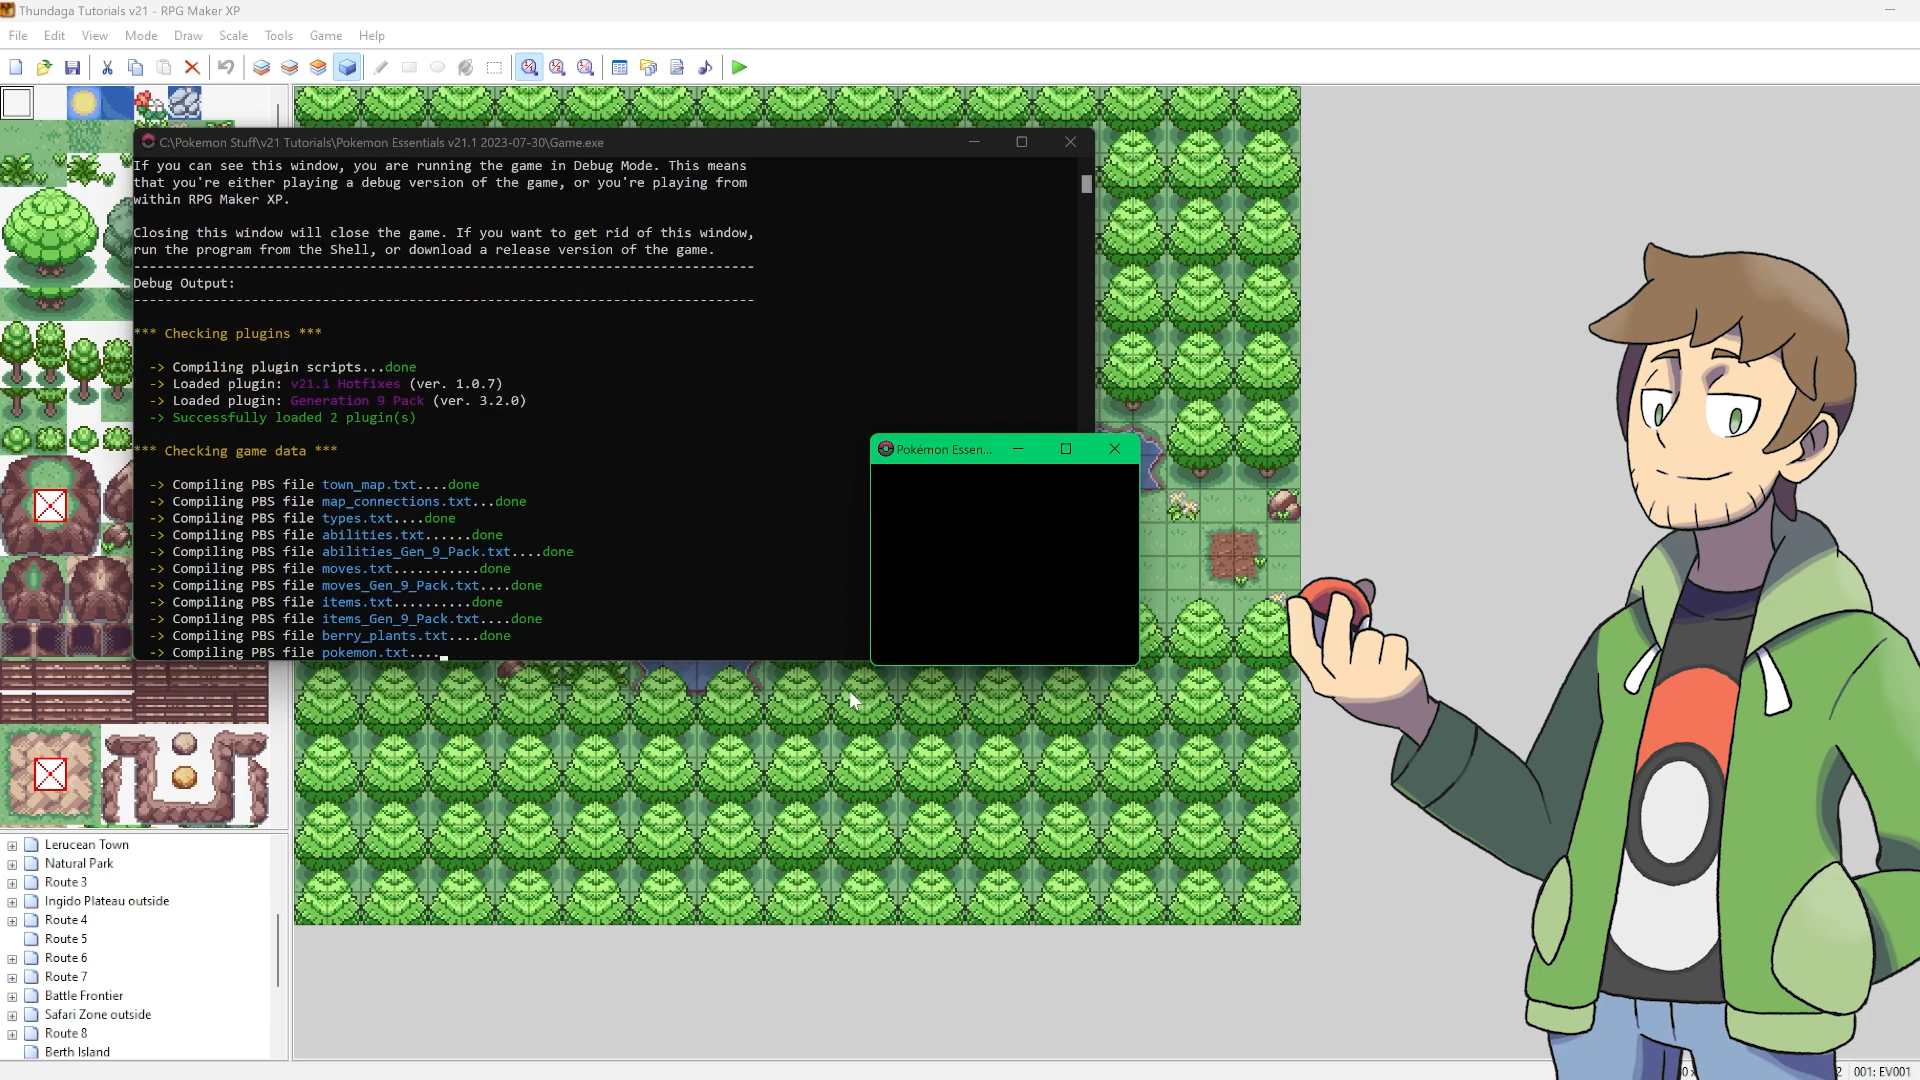 Thundaga Tutorials v21 - RPG Maker XP
File Edit View Mode Draw Scale Tools Game Help
C:\Pokemon Stuff\v21 Tutorials\Pokemon Essentials v21.1 2023-07-30\Game.exe
If you can see this window, you are running the game in Debug Mode. This means
that you're either playing a debug version of the game, or you're playing from
within RPG Maker XP.
Closing this window will close the game. If you want to get rid of this window,
run the program from the Shell, or download a release version of the game.
--------------------------------------------------------------------------------
Debug Output:
--------------------------------------------------------------------------------
*** Checking plugins ***
-> Compiling plugin scripts...done
-> Loaded plugin: v21.1 Hotfixes (ver. 1.0.7)
-> Loaded plugin: Generation 9 Pack (ver. 3.2.0)
-> Successfully loaded 2 plugin(s)
*** Checking game data ***
-> Compiling PBS file town_map.txt....done
-> Compiling PBS file map_connections.txt...done
-> Compiling PBS file types.txt....done
-> Compiling PBS file abilities.txt......done
-> Compiling PBS file abilities_Gen_9_Pack.txt....done
-> Compiling PBS file moves.txt...........done
-> Compiling PBS file moves_Gen_9_Pack.txt....done
-> Compiling PBS file items.txt..........done
-> Compiling PBS file items_Gen_9_Pack.txt....done
-> Compiling PBS file berry_plants.txt....done
-> Compiling PBS file pokemon.txt....
Pokémon Essen...
Lerucean Town
Natural Park
Route 3
Ingido Plateau outside
Route 4
Route 5
Route 6
Route 7
Battle Frontier
Safari Zone outside
Route 8
Berth Island
001: EV001